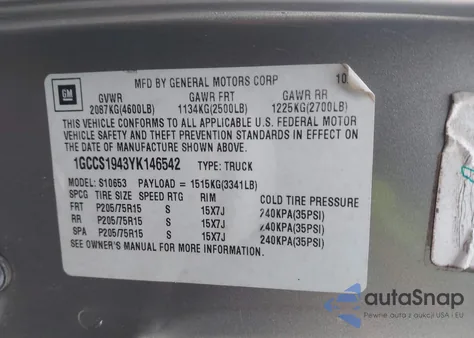 GM
MFD BY GENERAL MOTORS CORP 10
GVWR GAWR FRT GAWR RR
2087KG(4600LB) 1134KG(2500LB) 1225KG(2700LB)
THIS VEHICLE CONFORMS TO ALL APPLICABLE U.S. FEDERAL MOTOR
VEHICLE SAFETY AND THEFT PREVENTION STANDARDS IN EFFECT ON
THE DATE OF MANUFACTURE SHOWN ABOVE.
1GCCS1943YK146542 TYPE: TRUCK
MODEL: S10653 PAYLOAD = 1515KG(3341LB)
SPCG TIRE SIZE SPEED RTG RIM COLD TIRE PRESSURE
FRT P205/75R15 S 15X7J 240KPA(35PSI)
RR P205/75R15 S 15X7J 240KPA(35PSI)
SPA P205/75R15 S 15X7J 240KPA(35PSI)
SEE OWNER'S MANUAL FOR MORE INFORMATION.
autoSnap
Pewne auta z aukcji USA i EU